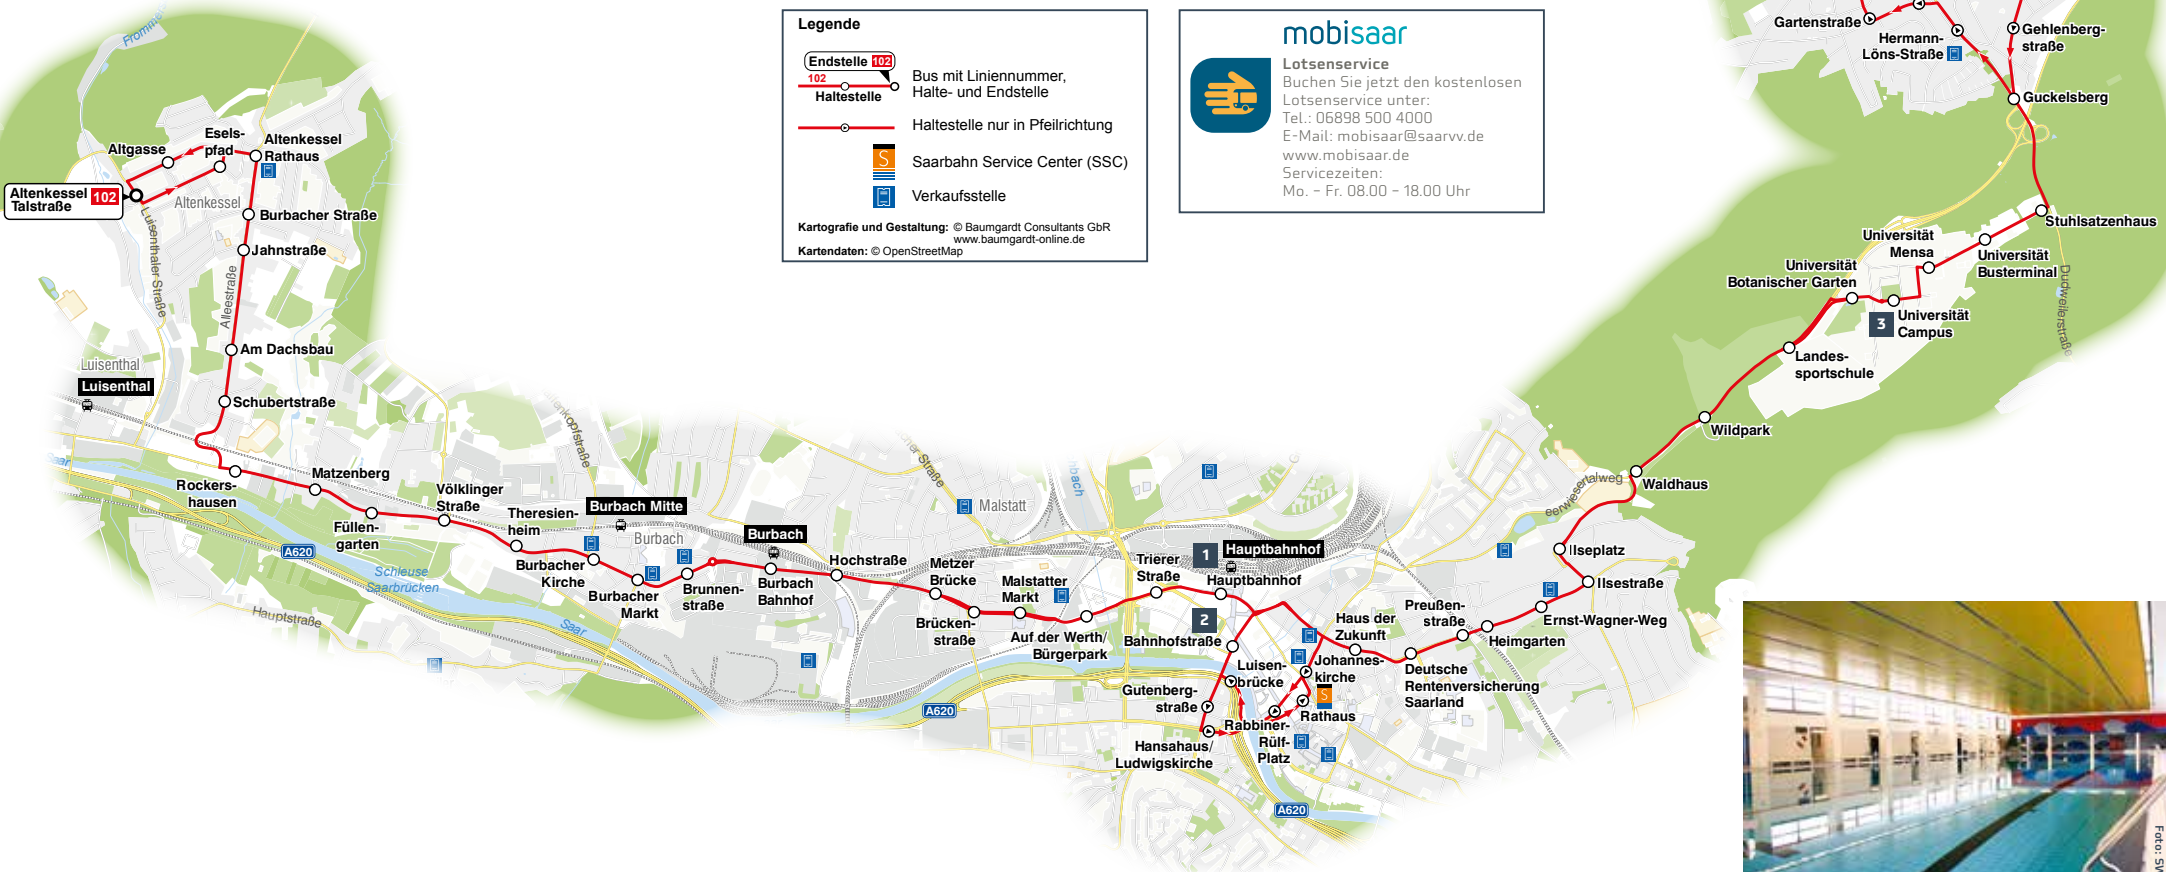 Legende
Endstelle 102
102
Haltestelle
Bus mit Liniennummer,
Halte- und Endstelle
Haltestelle nur in Pfeilrichtung
S
Saarbahn Service Center (SSC)
Verkaufsstelle
Kartografie und Gestaltung: © Baumgardt Consultants GbR
www.baumgardt-online.de
Kartendaten: © OpenStreetMap
mobisaar
Lotsenservice
Buchen Sie jetzt den kostenlosen
Lotsenservice unter:
Tel.: 06898 500 4000
E-Mail: mobisaar@saarvv.de
www.mobisaar.de
Servicezeiten:
Mo. – Fr. 08.00 – 18.00 Uhr
Gartenstraße
Hermann-
Löns-Straße
Gehlenberg-
straße
Guckelsberg
Stuhlsatzenhaus
Universität
Busterminal
Universität
Mensa
Universität
Botanischer Garten
3
Universität
Campus
Dudweilerstraße
Landes-
sportschule
Wildpark
Waldhaus
Ilseplatz
Ilsestraße
Ernst-Wagner-Weg
Heimgarten
Preußen-
straße
Deutsche
Rentenversicherung
Saarland
Haus der
Zukunft
Johannes-
kirche
S
Rathaus
Rabbiner-
Rülf-
Platz
Luisen-
brücke
Gutenberg-
straße
Hansahaus/
Ludwigskirche
2
Bahnhofstraße
1
Hauptbahnhof
Hauptbahnhof
Trierer
Straße
Auf der Werth/
Bürgerpark
Malstatter
Markt
Malstatt
Brücken-
straße
Metzer
Brücke
Hochstraße
Burbach
Burbach
Bahnhof
Brunnen-
straße
Burbach Mitte
Burbach
Burbacher
Markt
Burbacher
Kirche
Theresien-
heim
Völklinger
Straße
Füllen-
garten
Matzenberg
Rockers-
hausen
Schubertstraße
Am Dachsbau
Alleestraße
Jahnstraße
Burbacher Straße
Altenkessel
Rathaus
Esels-
pfad
Altgasse
Altenkessel
Talstraße 102
Altenkessel
Luisenthaler Straße
Luisenthal
Luisenthal
A620
Schleuse
Saarbrücken
Hauptstraße
Saar
A620
A620